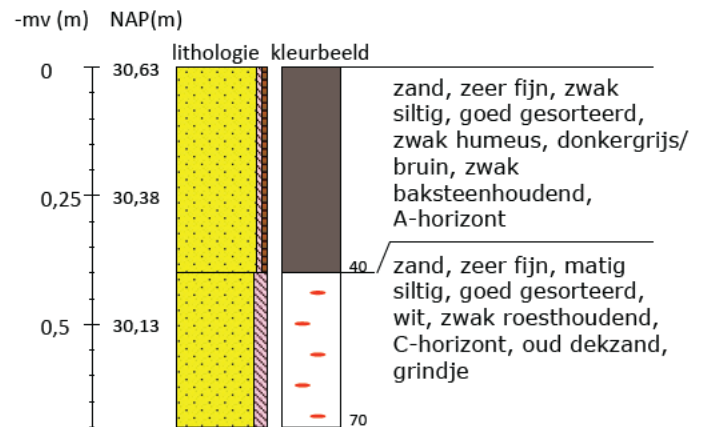 -mv (m) NAP(m)
lithologie kleurbeeld
0 30,63
zand, zeer fijn, zwak
siltig, goed gesorteerd,
zwak humeus, donkergrijs/
bruin, zwak
baksteenhoudend,
A-horizont
0,25 30,38
40
zand, zeer fijn, matig
siltig, goed gesorteerd,
wit, zwak roesthoudend,
C-horizont, oud dekzand,
grindje
0,5 30,13
70